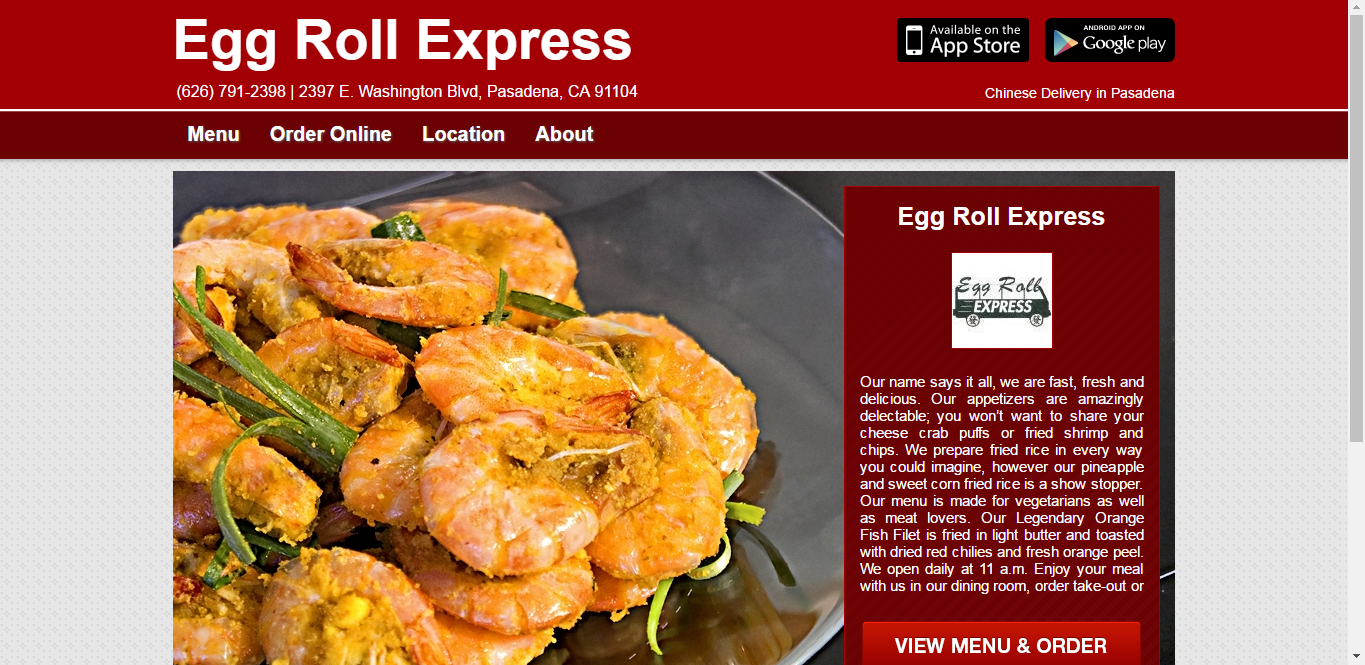 Egg Roll Express
Available on the
App Store
ANDROID APP ON
Google play
(626) 791-2398 | 2397 E. Washington Blvd, Pasadena, CA 91104
Chinese Delivery in Pasadena
Menu Order Online Location About
Egg Roll Express
Egg Roll
EXPRESS
Our name says it all, we are fast, fresh and
delicious. Our appetizers are amazingly
delectable; you won't want to share your
cheese crab puffs or fried shrimp and
chips. We prepare fried rice in every way
you could imagine, however our pineapple
and sweet corn fried rice is a show stopper.
Our menu is made for vegetarians as well
as meat lovers. Our Legendary Orange
Fish Filet is fried in light butter and toasted
with dried red chilies and fresh orange peel.
We open daily at 11 a.m. Enjoy your meal
with us in our dining room, order take-out or
VIEW MENU & ORDER